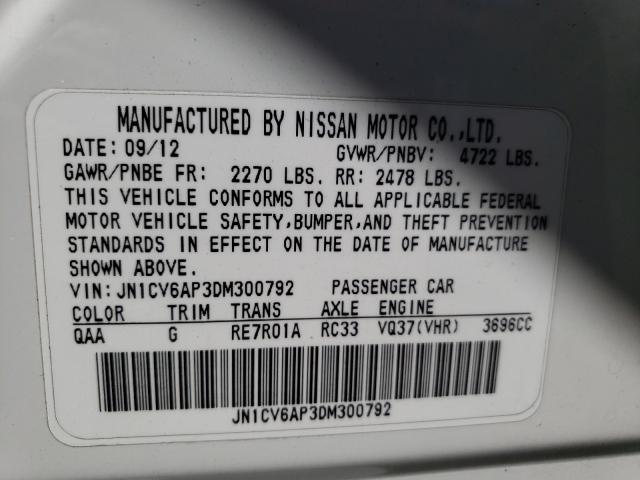 MANUFACTURED BY NISSAN MOTOR CO.,LTD.
DATE: 09/12 GVWR/PNBV: 4722 LBS.
GAWR/PNBE FR: 2270 LBS. RR: 2478 LBS.
THIS VEHICLE CONFORMS TO ALL APPLICABLE FEDERAL
MOTOR VEHICLE SAFETY,BUMPER,AND THEFT PREVENTION
STANDARDS IN EFFECT ON THE DATE OF MANUFACTURE
SHOWN ABOVE.
VIN: JN1CV6AP3DM300792 PASSENGER CAR
COLOR TRIM TRANS AXLE ENGINE
QAA G RE7R01A RC33 VQ37(VHR) 3696CC
JN1CV6AP3DM300792